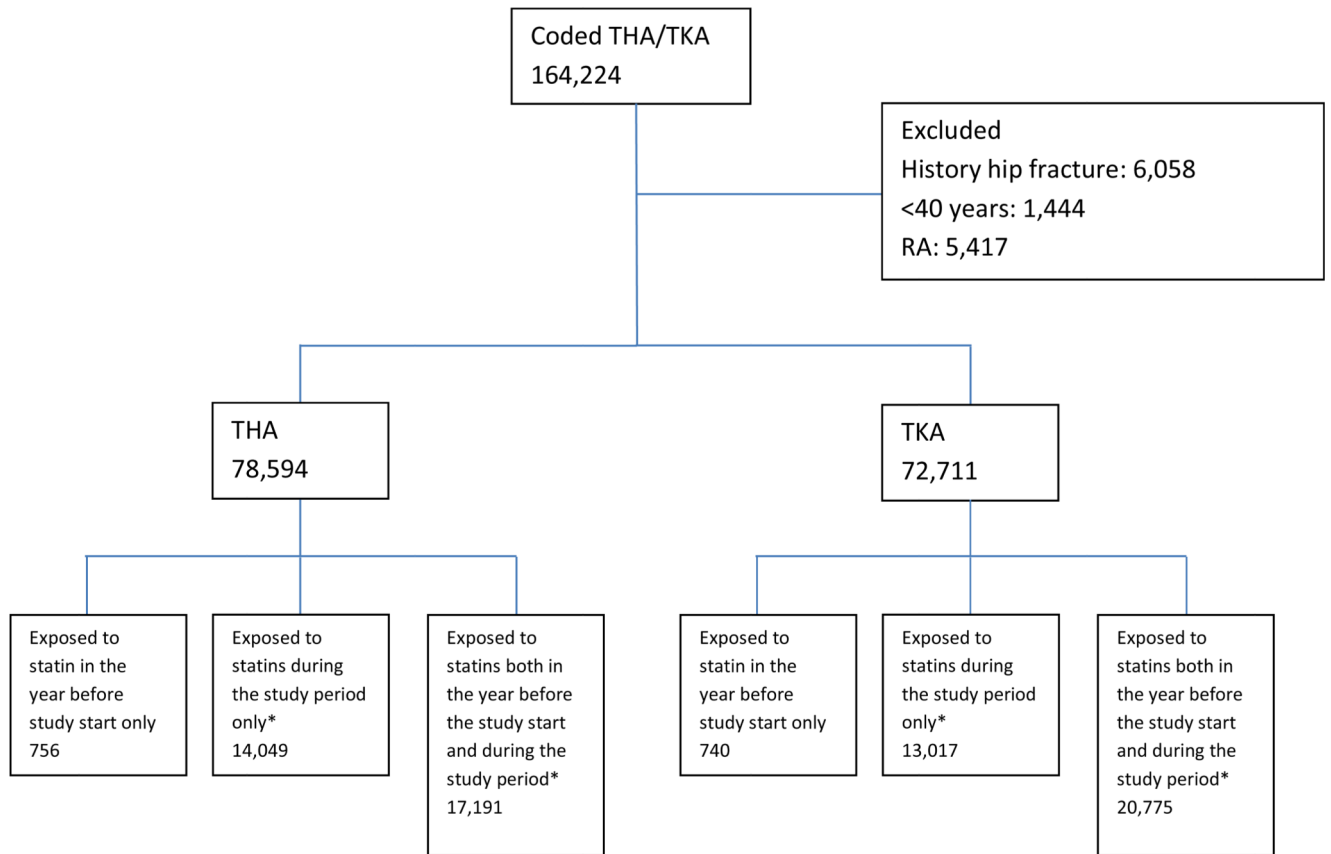 Coded THA/TKA
164,224
Excluded
History hip fracture: 6,058
<40 years: 1,444
RA: 5,417
THA
78,594
TKA
72,711
Exposed to
statin in the
year before
study start only
756
Exposed to
statins during
the study period
only*
14,049
Exposed to
statins both in
the year before
the study start
and during the
study period*
17,191
Exposed to
statin in the
year before
study start only
740
Exposed to
statins during
the study period
only*
13,017
Exposed to
statins both in
the year before
the study start
and during the
study period*
20,775